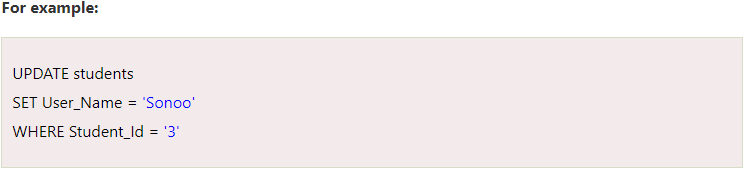 For example:
UPDATE students
SET User_Name = 'Sonoo'
WHERE Student_Id = '3'